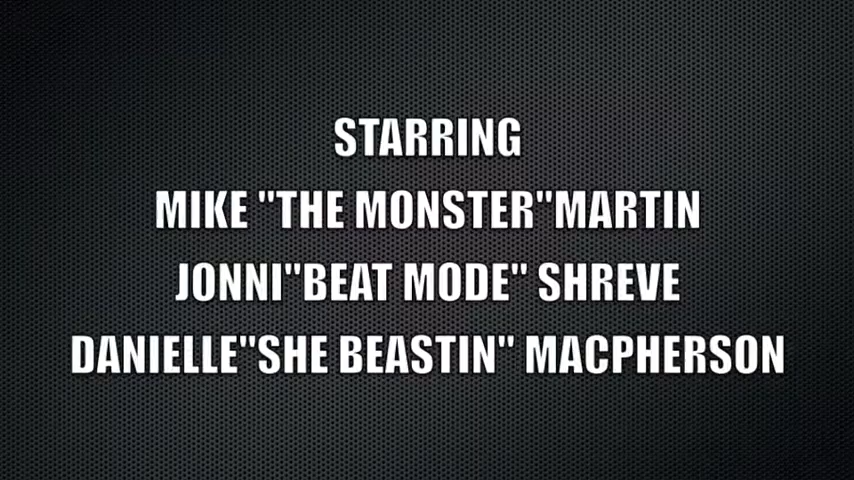 STARRING
MIKE "THE MONSTER"MARTIN
JONNI"BEAT MODE" SHREVE
DANIELLE"SHE BEASTIN" MACPHERSON